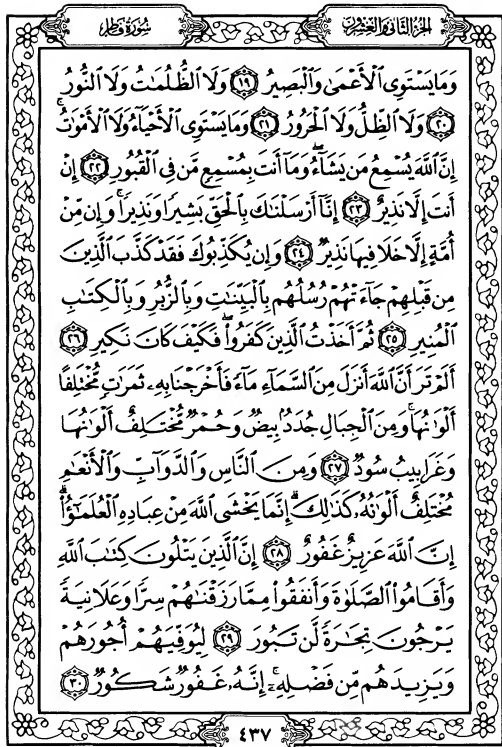 سورة فاطر
الجزء الثاني والعشرون
وَمَا يَسْتَوِى ٱلْأَعْمَىٰ وَٱلْبَصِيرُ ١٩ وَلَا ٱلظُّلُمَٰتُ وَلَا ٱلنُّورُ
٢٠ وَلَا ٱلظِّلُّ وَلَا ٱلْحَرُورُ ٢١ وَمَا يَسْتَوِى ٱلْأَحْيَآءُ وَلَا ٱلْأَمْوَٰتُۚ
إِنَّ ٱللَّهَ يُسْمِعُ مَن يَشَآءُۖ وَمَآ أَنتَ بِمُسْمِعٍ مَّن فِى ٱلْقُبُورِ ٢٢ إِنْ
أَنتَ إِلَّا نَذِيرٌ ٢٣ إِنَّآ أَرْسَلْنَٰكَ بِٱلْحَقِّ بَشِيرًا وَنَذِيرًاۚ وَإِن مِّنْ
أُمَّةٍ إِلَّا خَلَا فِيهَا نَذِيرٌ ٢٤ وَإِن يُكَذِّبُوكَ فَقَدْ كَذَّبَ ٱلَّذِينَ
مِن قَبْلِهِمْ جَآءَتْهُمْ رُسُلُهُم بِٱلْبَيِّنَٰتِ وَبِٱلزُّبُرِ وَبِٱلْكِتَٰبِ
ٱلْمُنِيرِ ٢٥ ثُمَّ أَخَذْتُ ٱلَّذِينَ كَفَرُوا۟ۖ فَكَيْفَ كَانَ نَكِيرِ ٢٦
أَلَمْ تَرَ أَنَّ ٱللَّهَ أَنزَلَ مِنَ ٱلسَّمَآءِ مَآءً فَأَخْرَجْنَا بِهِۦ ثَمَرَٰتٍ مُّخْتَلِفًا
أَلْوَٰنُهَاۚ وَمِنَ ٱلْجِبَالِ جُدَدٌۢ بِيضٌ وَحُمْرٌ مُّخْتَلِفٌ أَلْوَٰنُهَا
وَغَرَابِيبُ سُودٌ ٢٧ وَمِنَ ٱلنَّاسِ وَٱلدَّوَآبِّ وَٱلْأَنْعَٰمِ
مُخْتَلِفٌ أَلْوَٰنُهُۥ كَذَٰلِكَۗ إِنَّمَا يَخْشَى ٱللَّهَ مِنْ عِبَادِهِ ٱلْعُلَمَٰٓؤُا۟ۗ
إِنَّ ٱللَّهَ عَزِيزٌ غَفُورٌ ٢٨ إِنَّ ٱلَّذِينَ يَتْلُونَ كِتَٰبَ ٱللَّهِ
وَأَقَامُوا۟ ٱلصَّلَوٰةَ وَأَنفَقُوا۟ مِمَّا رَزَقْنَٰهُمْ سِرًّا وَعَلَانِيَةً
يَرْجُونَ تِجَٰرَةً لَّن تَبُورَ ٢٩ لِيُوَفِّيَهُمْ أُجُورَهُمْ
وَيَزِيدَهُم مِّن فَضْلِهِۦٓۚ إِنَّهُۥ غَفُورٌ شَكُورٌ ٣٠
٤٣٧